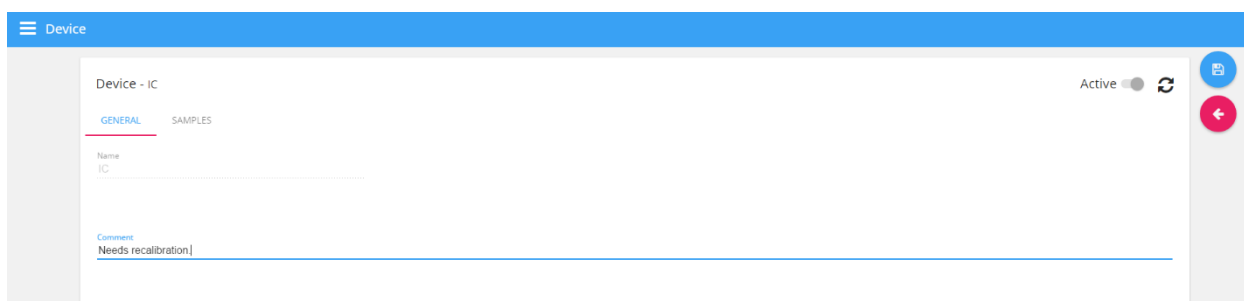 Device
Device - IC
Active
GENERAL SAMPLES
Name
IC
Comment
Needs recalibration.